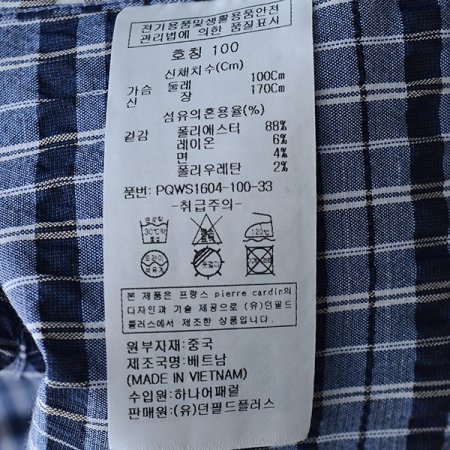 전기용품및생활용품안전
관리법에 의한 품질표시
호칭 100
신체치수(Cm)
가슴 둘레 100Cm
신 장 170Cm
섬유의혼용율(%)
겉감 폴리에스터 88%
레이온 6%
면 4%
폴리우레탄 2%
품번: PQWS1604-100-33
-취급주의-
30℃
120℃
본 제품은 프랑스 pierre cardin의
디자인과 기술 제공으로 (유)던필드
플러스에서 제조한 상품입니다.
원부자재: 중국
제조국명: 베트남
(MADE IN VIETNAM)
수입원: 하나어패럴
판매원: (유)던필드플러스